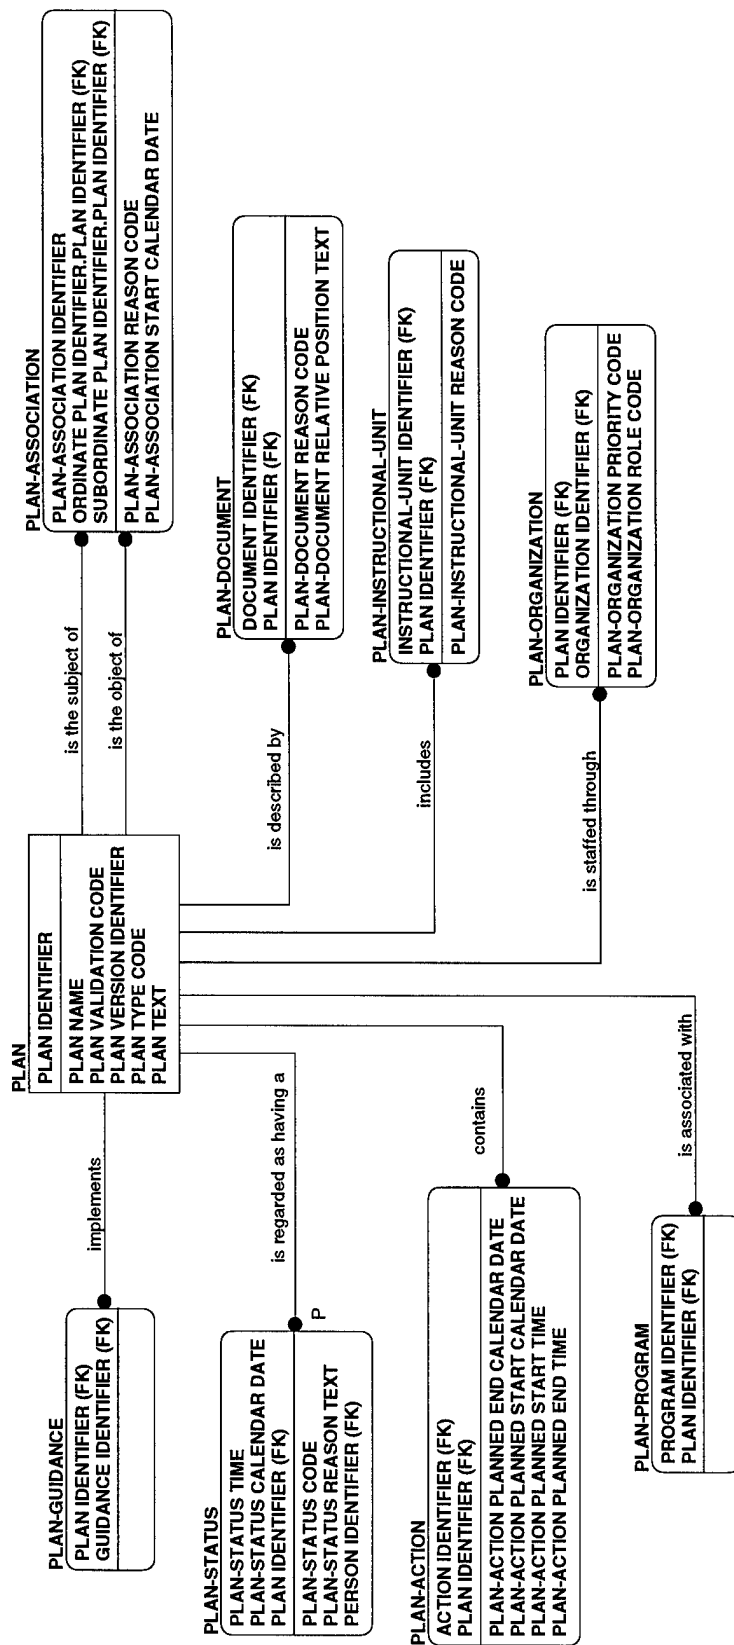 PLAN-GUIDANCE
PLAN IDENTIFIER (FK)
GUIDANCE IDENTIFIER (FK)
implements
PLAN
PLAN IDENTIFIER
PLAN NAME
PLAN VALIDATION CODE
PLAN VERSION IDENTIFIER
PLAN TYPE CODE
PLAN TEXT
is the subject of
is the object of
PLAN-ASSOCIATION
PLAN-ASSOCIATION IDENTIFIER
ORDINATE PLAN IDENTIFIER.PLAN IDENTIFIER (FK)
SUBORDINATE PLAN IDENTIFIER.PLAN IDENTIFIER (FK)
PLAN-ASSOCIATION REASON CODE
PLAN-ASSOCIATION START CALENDAR DATE
PLAN-STATUS
PLAN-STATUS TIME
PLAN-STATUS CALENDAR DATE
PLAN IDENTIFIER (FK)
PLAN-STATUS CODE
PLAN-STATUS REASON TEXT
PERSON IDENTIFIER (FK)
P
is regarded as having a
is described by
PLAN-DOCUMENT
DOCUMENT IDENTIFIER (FK)
PLAN IDENTIFIER (FK)
PLAN-DOCUMENT REASON CODE
PLAN-DOCUMENT RELATIVE POSITION TEXT
includes
PLAN-INSTRUCTIONAL-UNIT
INSTRUCTIONAL-UNIT IDENTIFIER (FK)
PLAN IDENTIFIER (FK)
PLAN-INSTRUCTIONAL-UNIT REASON CODE
PLAN-ACTION
ACTION IDENTIFIER (FK)
PLAN IDENTIFIER (FK)
PLAN-ACTION PLANNED END CALENDAR DATE
PLAN-ACTION PLANNED START CALENDAR DATE
PLAN-ACTION PLANNED START TIME
PLAN-ACTION PLANNED END TIME
contains
is staffed through
PLAN-ORGANIZATION
PLAN IDENTIFIER (FK)
ORGANIZATION IDENTIFIER (FK)
PLAN-ORGANIZATION PRIORITY CODE
PLAN-ORGANIZATION ROLE CODE
PLAN-PROGRAM
PROGRAM IDENTIFIER (FK)
PLAN IDENTIFIER (FK)
is associated with